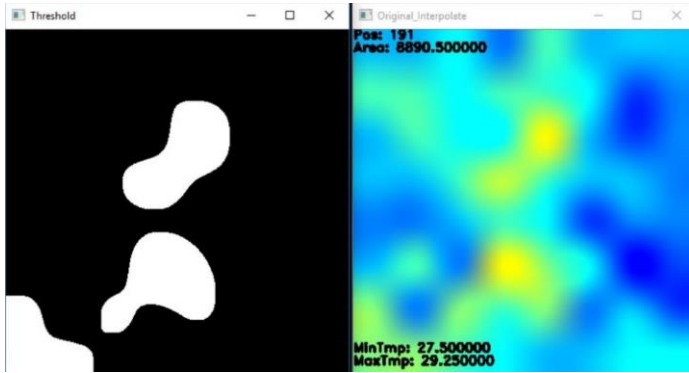 Threshold
Original_Interpolate
Pos: 191
Area: 8890.500000
MinTmp: 27.500000
MaxTmp: 29.250000